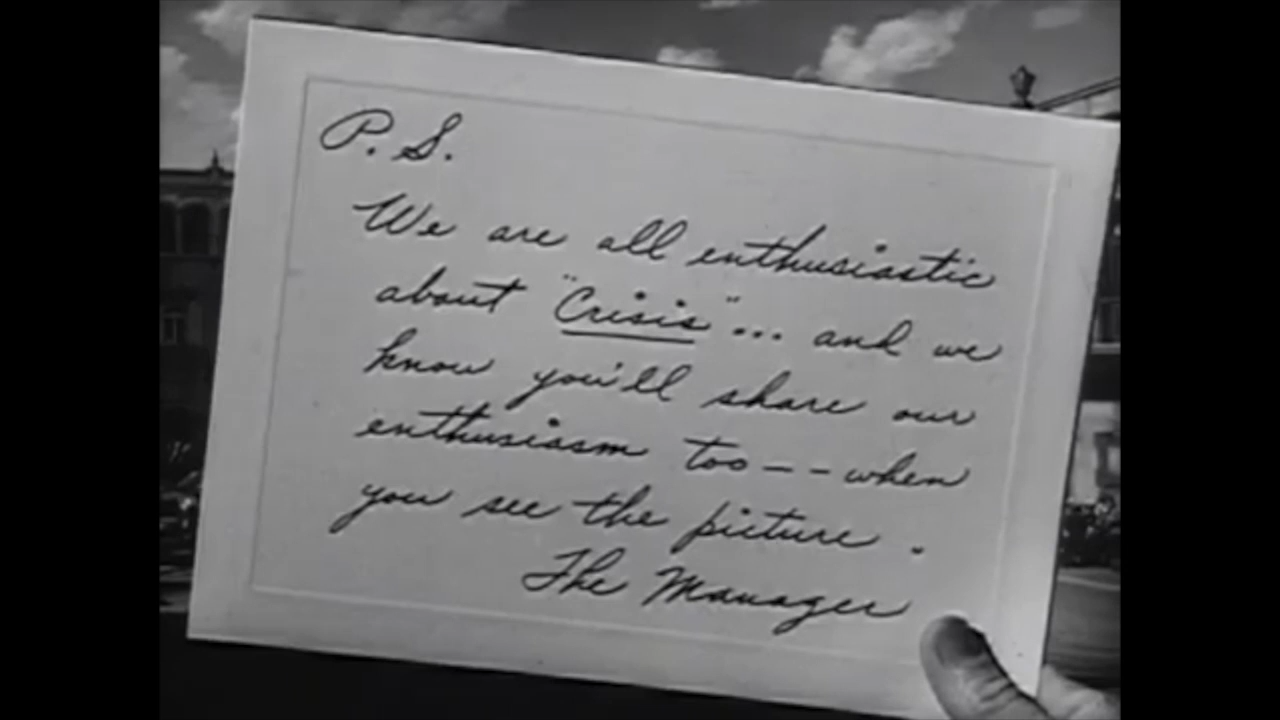 P. S.
We are all enthusiastic
about "Crisis"... and we
know you'll share our
enthusiasm too -- when
you see the picture.
The Manager